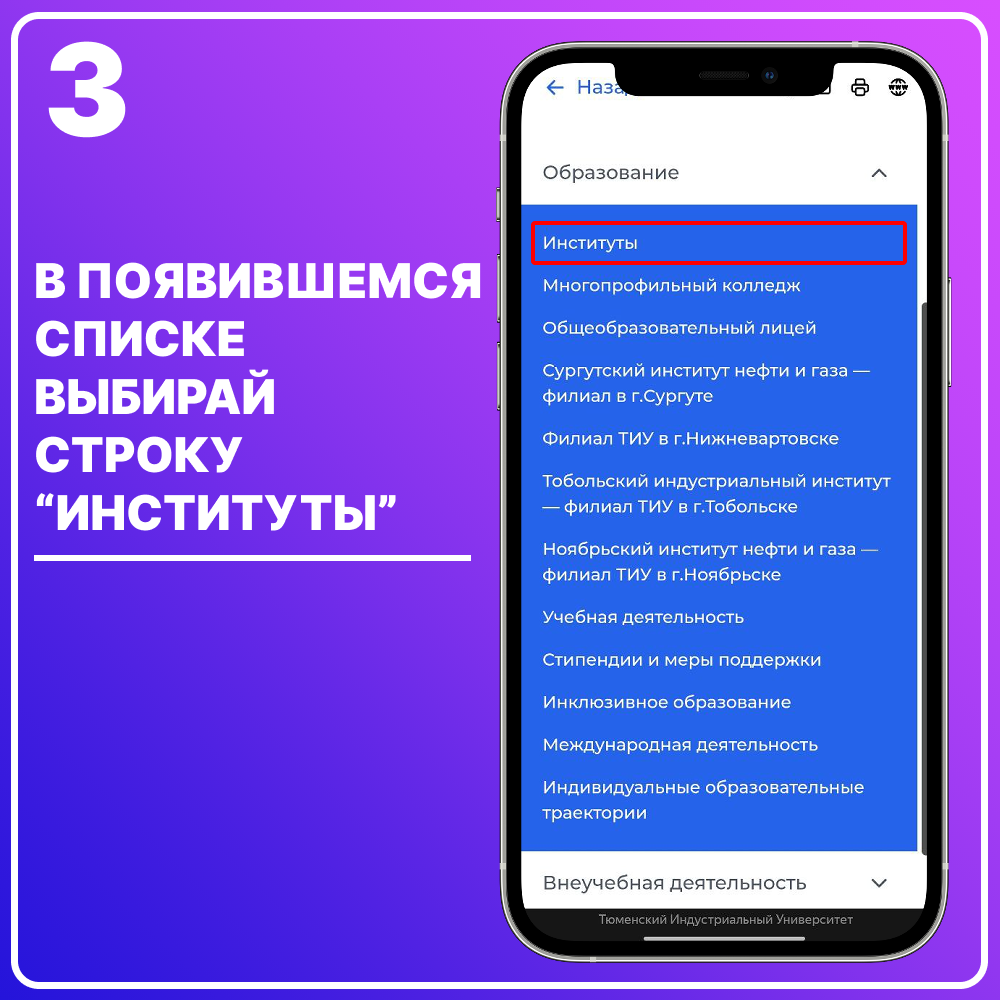 3
В ПОЯВИВШЕМСЯ
СПИСКЕ
ВЫБИРАЙ
СТРОКУ
“ИНСТИТУТЫ”
Образование
Институты
Многопрофильный колледж
Общеобразовательный лицей
Сургутский институт нефти и газа —
филиал в г.Сургуте
Филиал ТИУ в г.Нижневартовске
Тобольский индустриальный институт
— филиал ТИУ в г.Тобольске
Ноябрьский институт нефти и газа —
филиал ТИУ в г.Ноябрьске
Учебная деятельность
Стипендии и меры поддержки
Инклюзивное образование
Международная деятельность
Индивидуальные образовательные
траектории
Внеучебная деятельность
Тюменский Индустриальный Университет